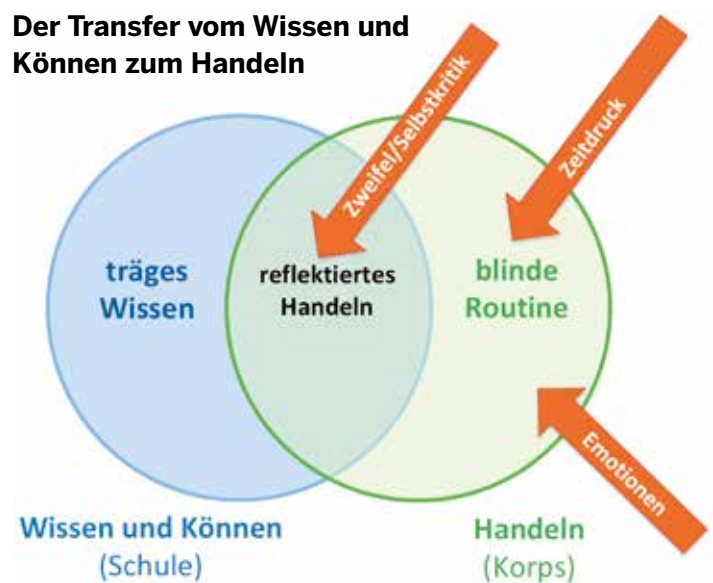 Der Transfer vom Wissen und
Können zum Handeln
Zweifel/Selbstkritik
Zeitdruck
träges
Wissen
reflektiertes
Handeln
blinde
Routine
Emotionen
Wissen und Können
(Schule)
Handeln
(Korps)